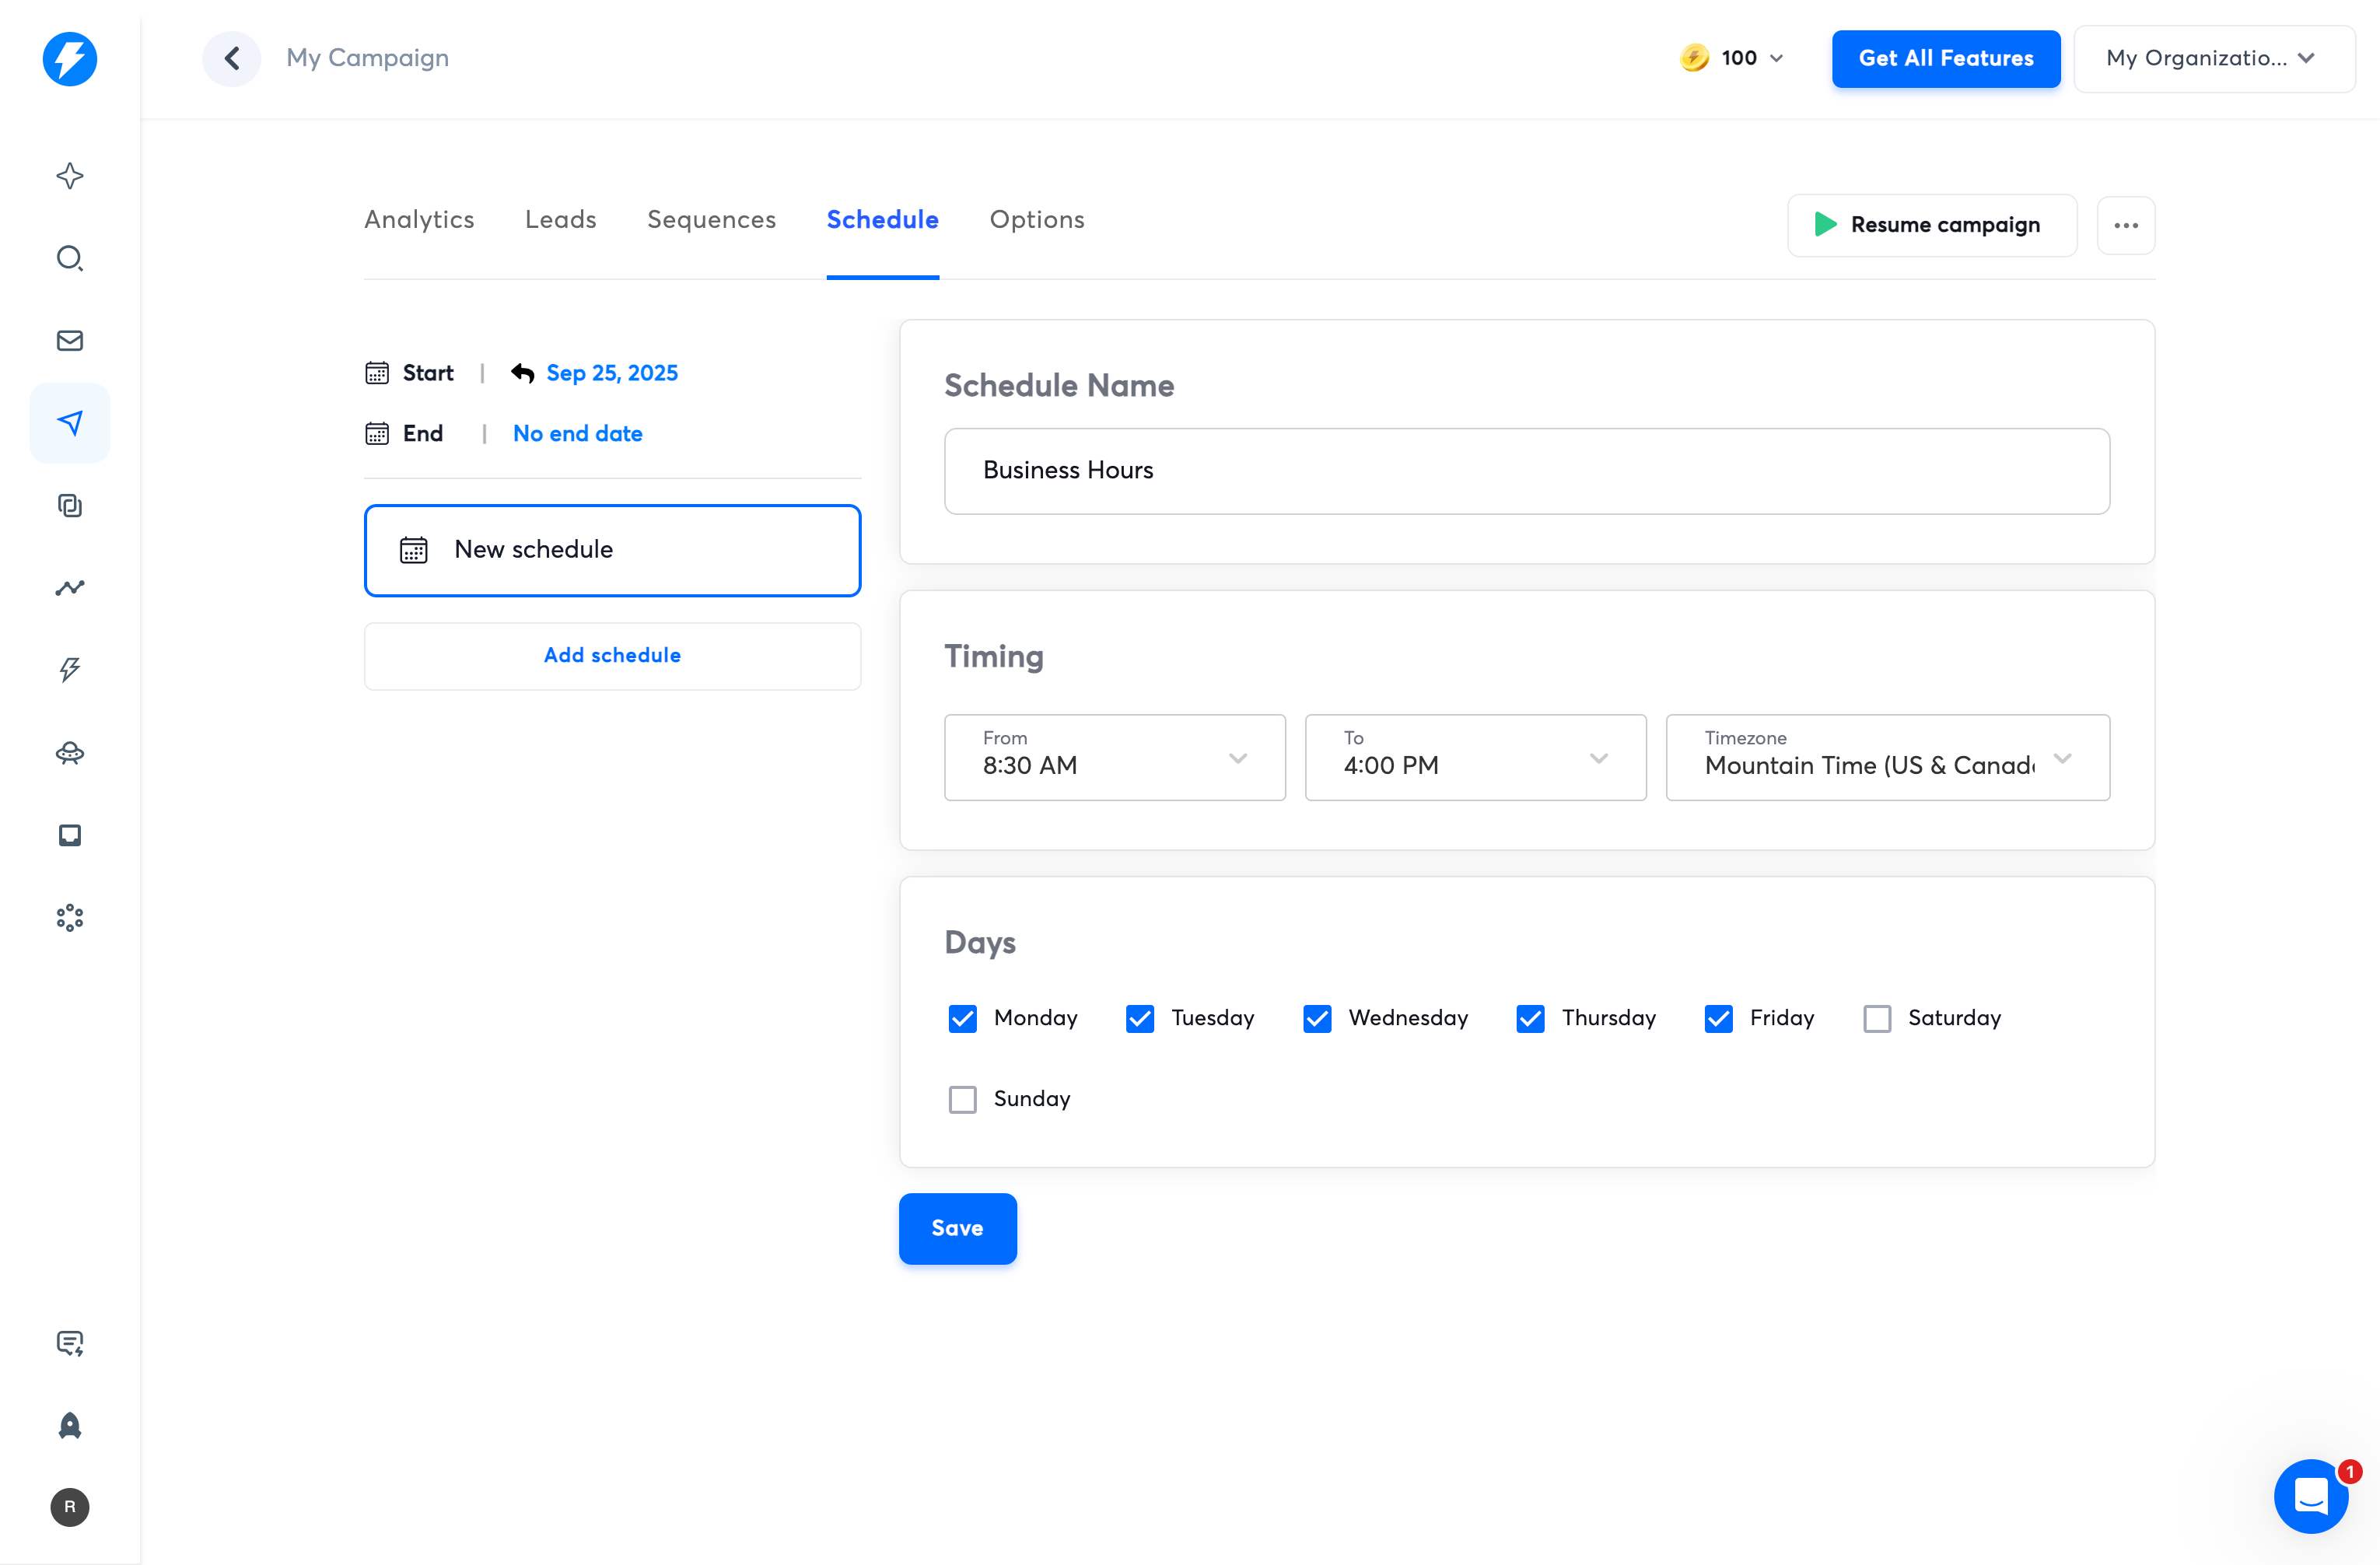 My Campaign
100
Get All Features
My Organizatio...
Analytics
Leads
Sequences
Schedule
Options
Resume campaign
Start | Sep 25, 2025
End | No end date
New schedule
Add schedule
Schedule Name
Business Hours
Timing
From
8:30 AM
To
4:00 PM
Timezone
Mountain Time (US & Canad
Days
Monday
Tuesday
Wednesday
Thursday
Friday
Saturday
Sunday
Save
R
1